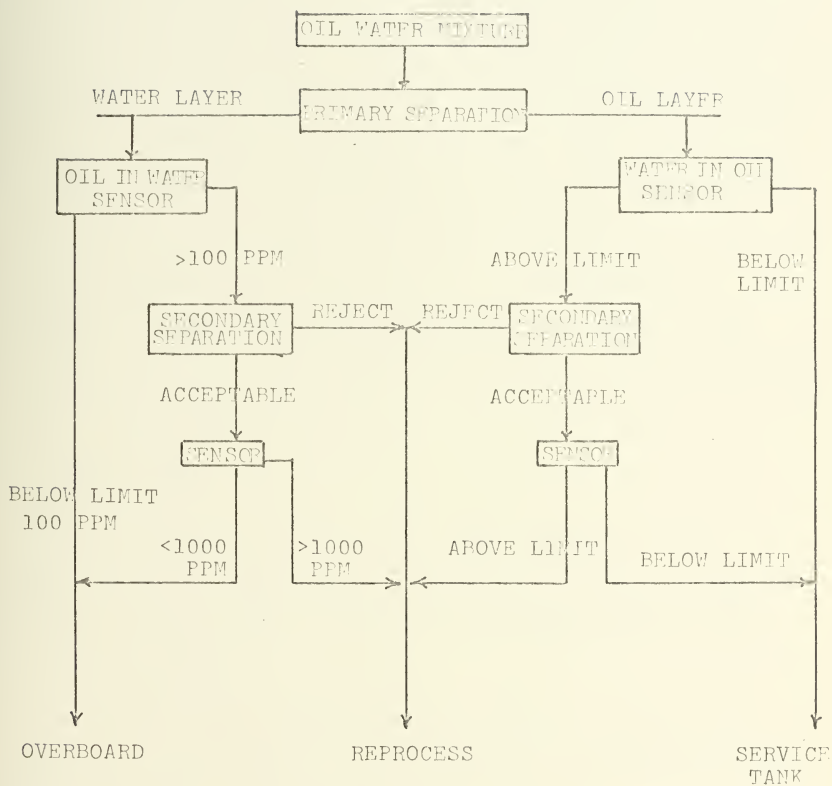 OIL WATER MIXTURE
WATER LAYER
PRIMARY SEPARATION
OIL LAYER
OIL IN WATER
SENSOR
WATER IN OIL
SENSOR
>100 PPM
ABOVE LIMIT
BELOW
LIMIT
SECONDARY
SEPARATION
REJECT
REJECT
SECONDARY
SEPARATION
ACCEPTABLE
ACCEPTABLE
SENSOR
SENSOR
BELOW LIMIT
100 PPM
<1000
PPM
>1000
PPM
ABOVE LIMIT
BELOW LIMIT
OVERBOARD
REPROCESS
SERVICE
TANK